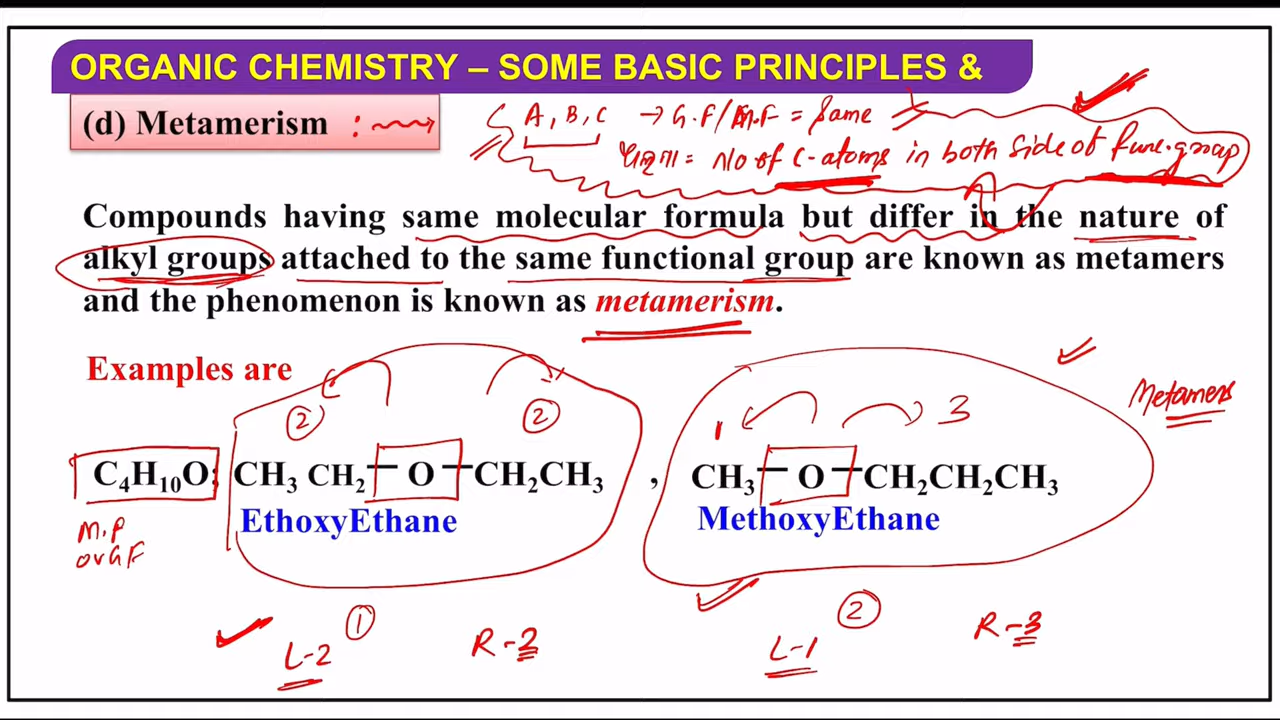 ORGANIC CHEMISTRY – SOME BASIC PRINCIPLES &
(d) Metamerism :
A, B, C → G.F/M.F = Same
= No of C-atoms in both side of func. group
Compounds having same molecular formula but differ in the nature of
alkyl groups attached to the same functional group are known as metamers
and the phenomenon is known as metamerism.
Examples are
Metamers
2 2 1 3
C₄H₁₀O: CH₃ CH₂ – O – CH₂CH₃ , CH₃ – O – CH₂CH₂CH₃
EthoxyEthane MethoxyEthane
M.F
or G F
1 2
L-2 R-2 L-1 R-3